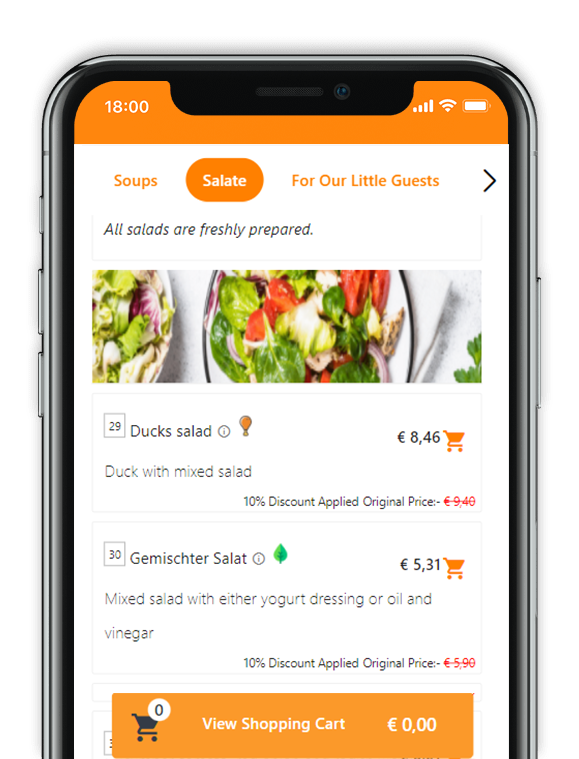 18:00
Soups Salate For Our Little Guests
All salads are freshly prepared.
29 Ducks salad € 8,46
Duck with mixed salad
10% Discount Applied Original Price:- € 9,40
30 Gemischter Salat € 5,31
Mixed salad with either yogurt dressing or oil and
vinegar
10% Discount Applied Original Price:- € 5,90
0
View Shopping Cart € 0,00